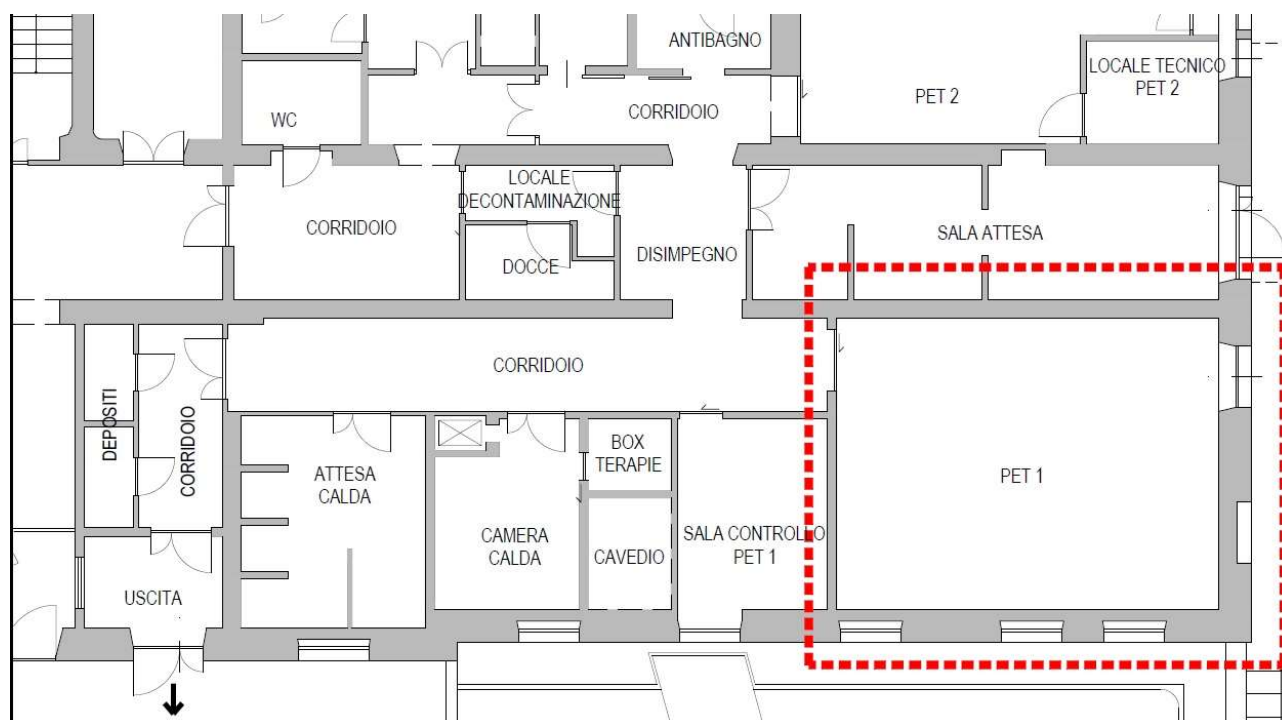 ANTIBAGNO
LOCALE TECNICO
PET 2
PET 2
CORRIDOIO
WC
LOCALE
DECONTAMINAZIONE
CORRIDOIO
SALA ATTESA
DISIMPEGNO
DOCCE
CORRIDOIO
DEPOSITI
CORRIDOIO
BOX
TERAPIE
ATTESA
CALDA
PET 1
CAMERA
CALDA
SALA CONTROLLO
PET 1
CAVEDIO
USCITA